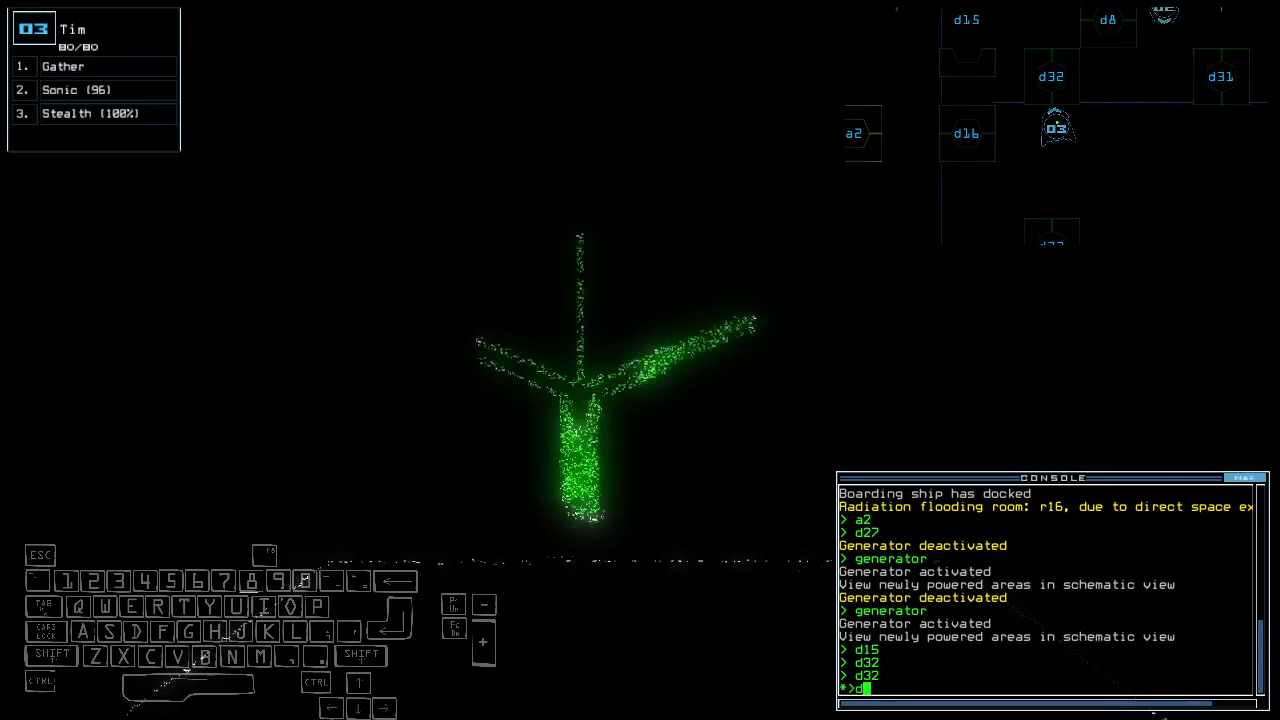 03 Tim
80/80
1. Gather
2. Sonic (96)
3. Stealth (100%)
d15
d8
d32
d31
a2
d16
03
CONSOLE
MAX
Boarding ship has docked
Radiation flooding room: r16, due to direct space ex
> a2
> d27
Generator deactivated
> generator
Generator activated
View newly powered areas in schematic view
Generator deactivated
> generator
Generator activated
View newly powered areas in schematic view
> d15
> d32
> d32
*>d
ESC
1 2 3 4 5 6 7 8 9
TAB Q W E R T Y U I O P
CAPS LOCK A S D F G H J K L ; '
SHIFT Z X C V B N M , . SHIFT
CTRL CTRL